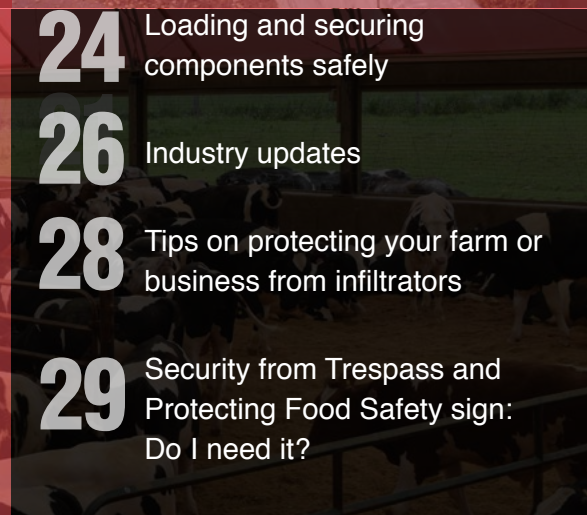 24 Loading and securing
components safely
26 Industry updates
28 Tips on protecting your farm or
business from infiltrators
29 Security from Trespass and
Protecting Food Safety sign:
Do I need it?